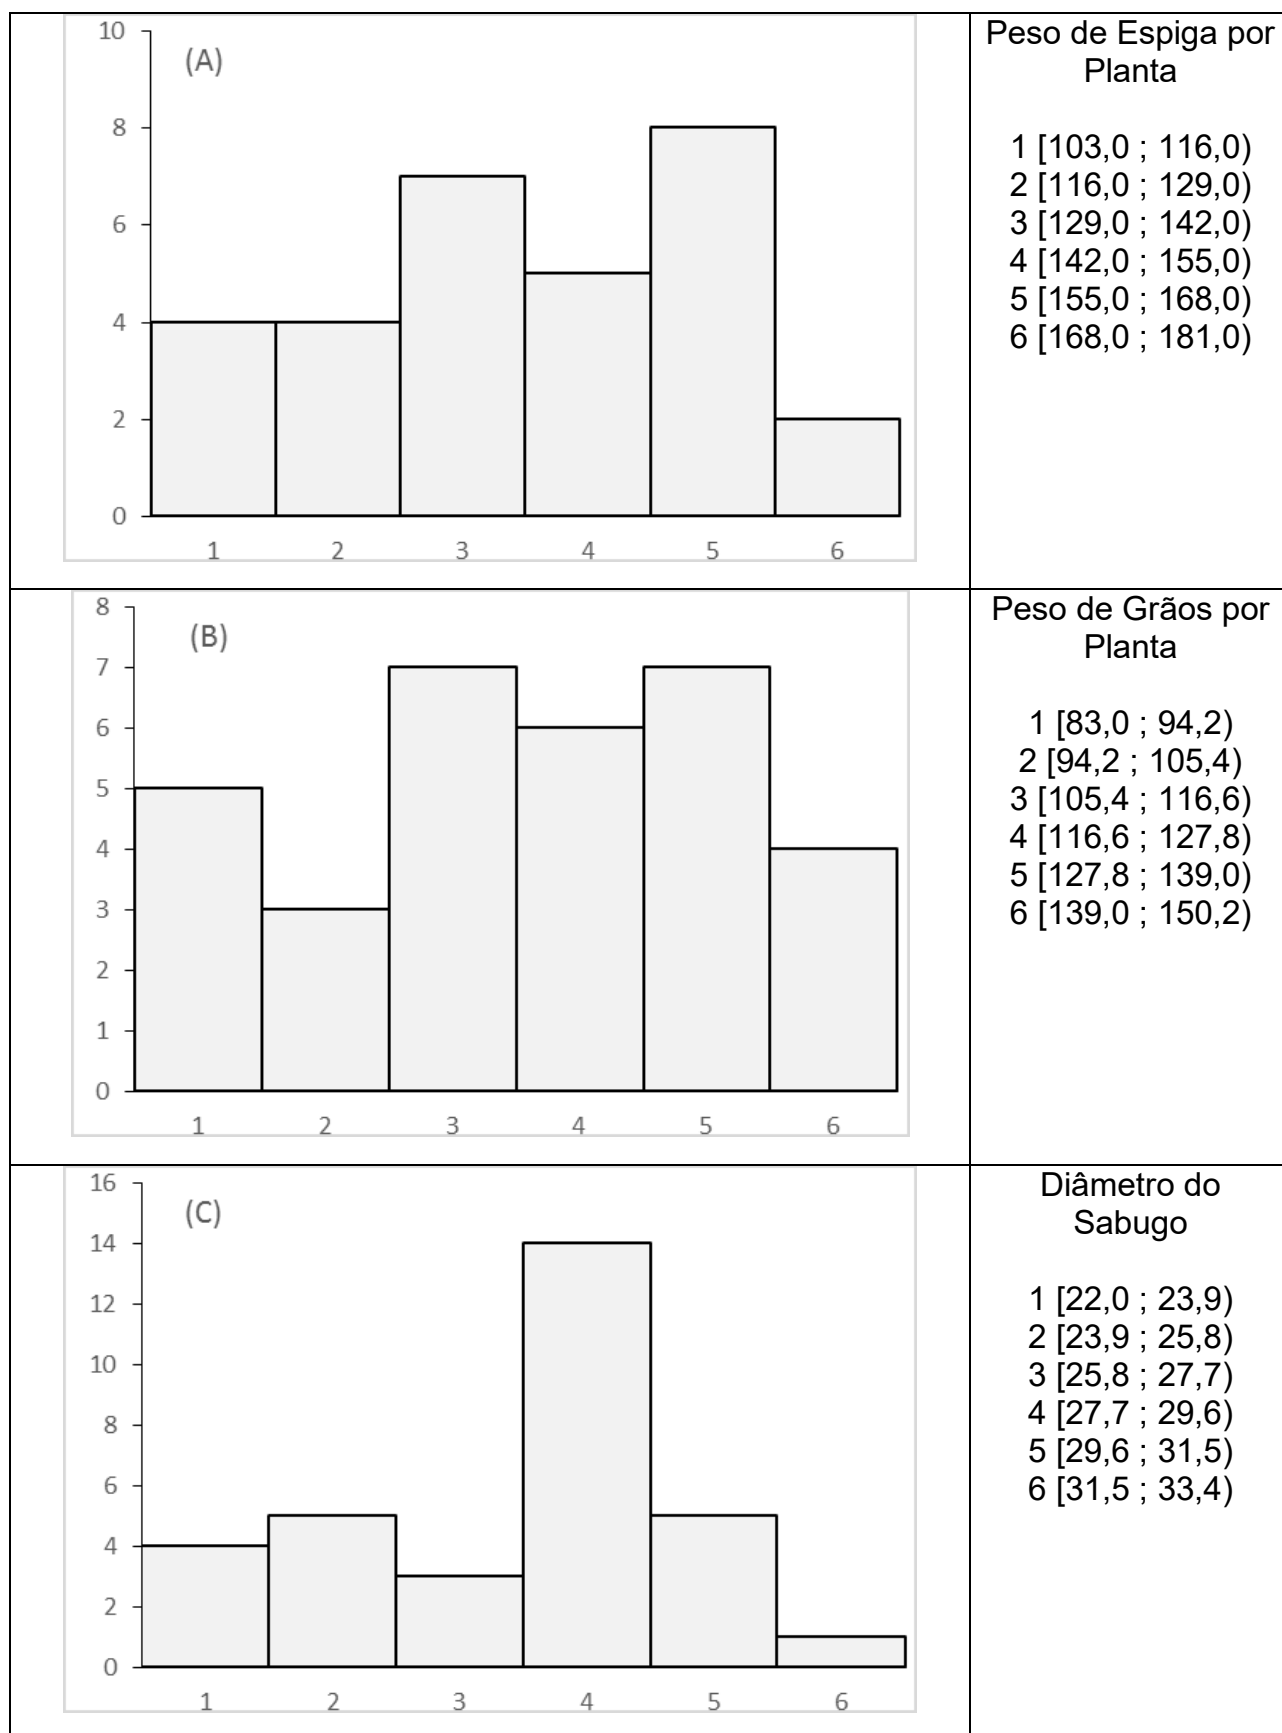 (A)
10
8
6
4
2
0
1 2 3 4 5 6
Peso de Espiga por
Planta
1 [103,0 ; 116,0)
2 [116,0 ; 129,0)
3 [129,0 ; 142,0)
4 [142,0 ; 155,0)
5 [155,0 ; 168,0)
6 [168,0 ; 181,0)
(B)
8
7
6
5
4
3
2
1
0
1 2 3 4 5 6
Peso de Grãos por
Planta
1 [83,0 ; 94,2)
2 [94,2 ; 105,4)
3 [105,4 ; 116,6)
4 [116,6 ; 127,8)
5 [127,8 ; 139,0)
6 [139,0 ; 150,2)
(C)
16
14
12
10
8
6
4
2
0
1 2 3 4 5 6
Diâmetro do
Sabugo
1 [22,0 ; 23,9)
2 [23,9 ; 25,8)
3 [25,8 ; 27,7)
4 [27,7 ; 29,6)
5 [29,6 ; 31,5)
6 [31,5 ; 33,4)